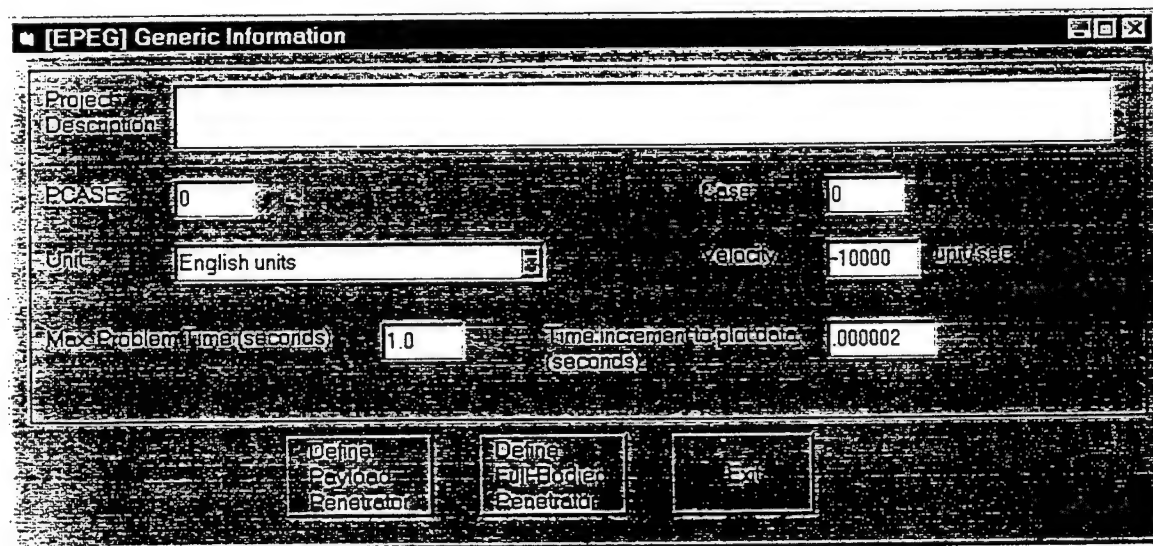 [EPEG] Generic Information
Project
Description
PCASE: 0 Case: 0
Unit: English units Velocity: -10000 unit/sec
Max. Problem Time (seconds): 1.0 Time increment to plot data .000002
(seconds):
Define Define
Payload Full-Bodied Exit
Penetrator Penetrator